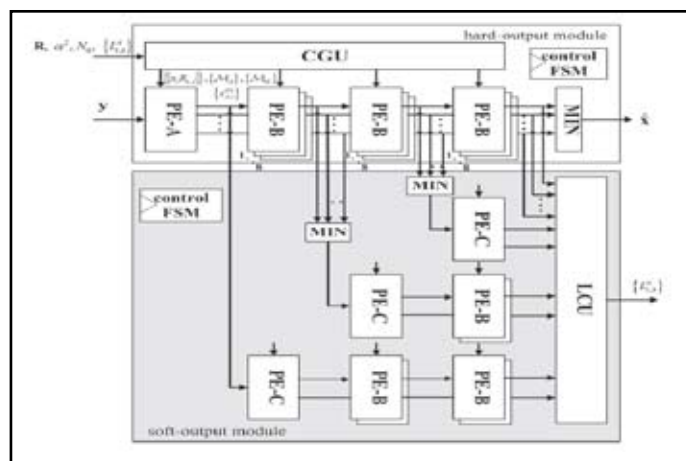 hard-output module
CGU
control
FSM
y
PE-A
PE-B
PE-B
PE-B
MIN
x̂
control
FSM
MIN
MIN
PE-C
PE-C
PE-B
LCU
PE-C
PE-B
PE-B
soft-output module